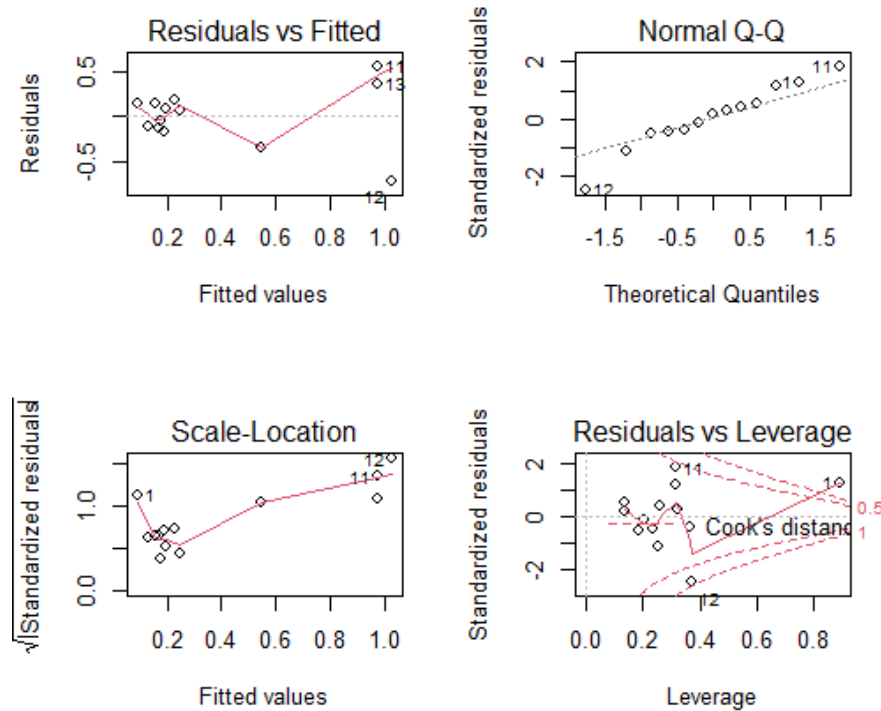 Residuals vs Fitted
Residuals
0.5
-0.5
11
13
12
0.2 0.4 0.6 0.8 1.0
Fitted values
Normal Q-Q
Standardized residuals
2
0
-2
11
1
12
-1.5 -0.5 0.5 1.5
Theoretical Quantiles
Scale-Location
√|Standardized residuals|
1.0
0.0
12
11
1
0.2 0.4 0.6 0.8 1.0
Fitted values
Residuals vs Leverage
Standardized residuals
2
0
-2
11
1
0.5
Cook's distanc
1
12
0.0 0.2 0.4 0.6 0.8
Leverage